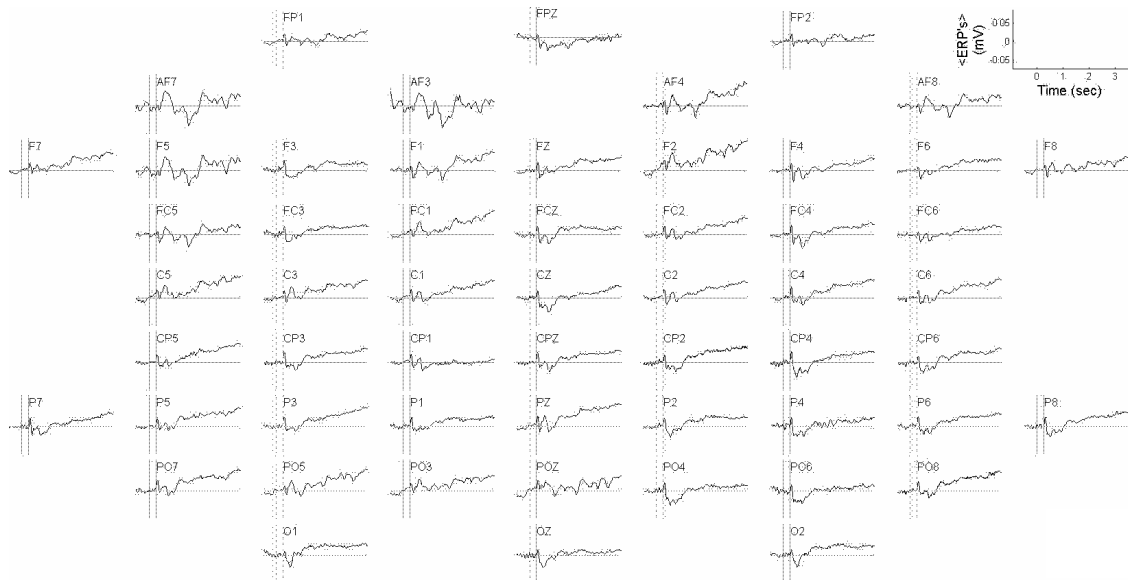 FP1 FPZ FP2
<ERP's>
(mV)
0.05
0
-0.05
0 1 2 3
Time (sec)
AF7 AF3 AF4 AF8
F7 F5 F3 F1 FZ F2 F4 F6 F8
FC5 FC3 FC1 FCZ FC2 FC4 FC6
C5 C3 C1 CZ C2 C4 C6
CP5 CP3 CP1 CPZ CP2 CP4 CP6
P7 P5 P3 P1 PZ P2 P4 P6 P8
PO7 PO5 PO3 POZ PO4 PO6 PO8
O1 OZ O2